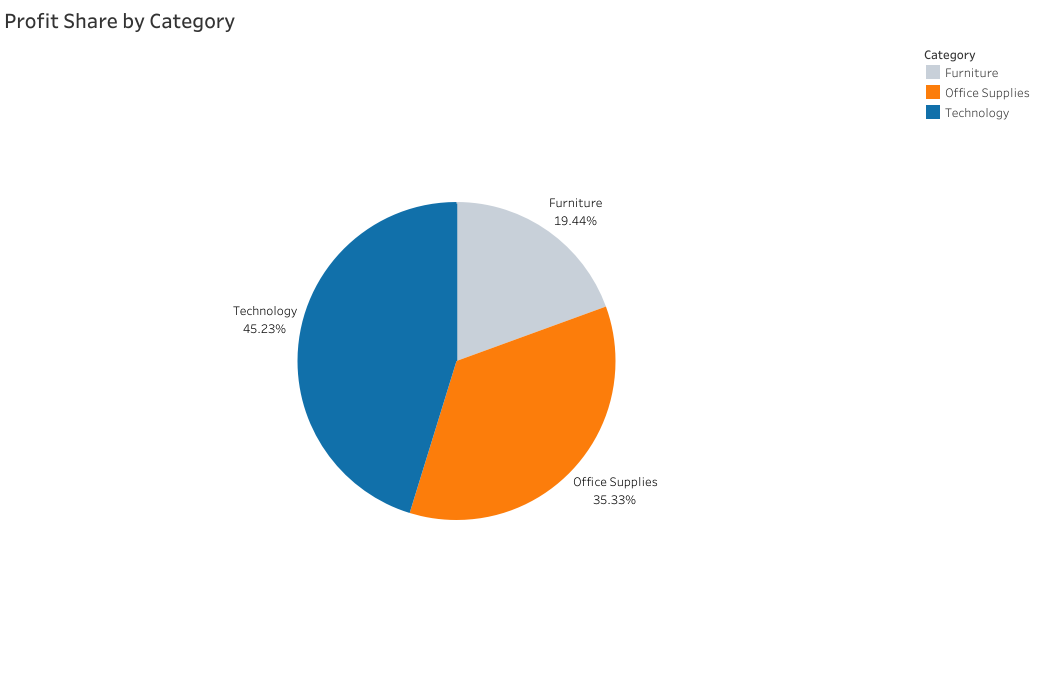 Profit Share by Category
Category
Furniture
Office Supplies
Technology
Furniture
19.44%
Technology
45.23%
Office Supplies
35.33%